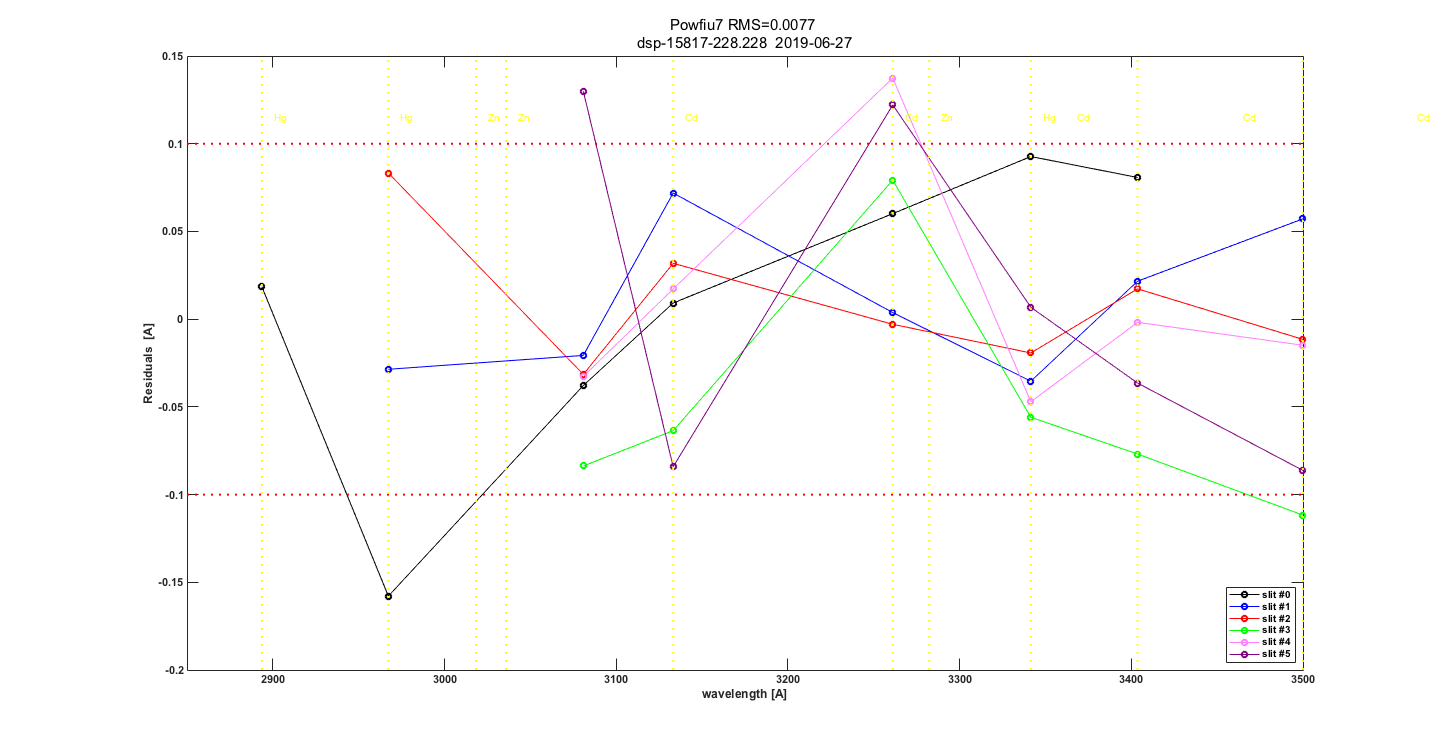 Powfiu7 RMS=0.0077
dsp-15817-228.228 2019-06-27
0.15
Hg Hg Zn Zn Cd Cd Zn Hg Cd Cd Cd
0.1
0.05
0
-0.05
-0.1
-0.15
-0.2
Residuals [A]
slit #0
slit #1
slit #2
slit #3
slit #4
slit #5
2900 3000 3100 3200 3300 3400 3500
wavelength [A]